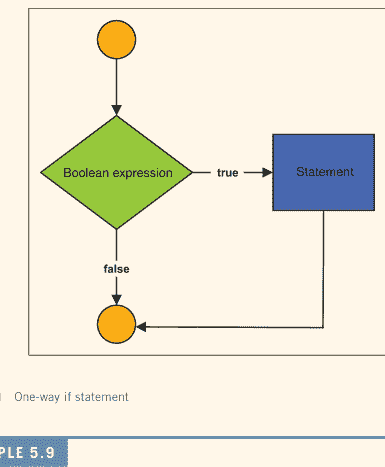 Boolean expression
true
Statement
false
One-way if statement
PLE 5.9